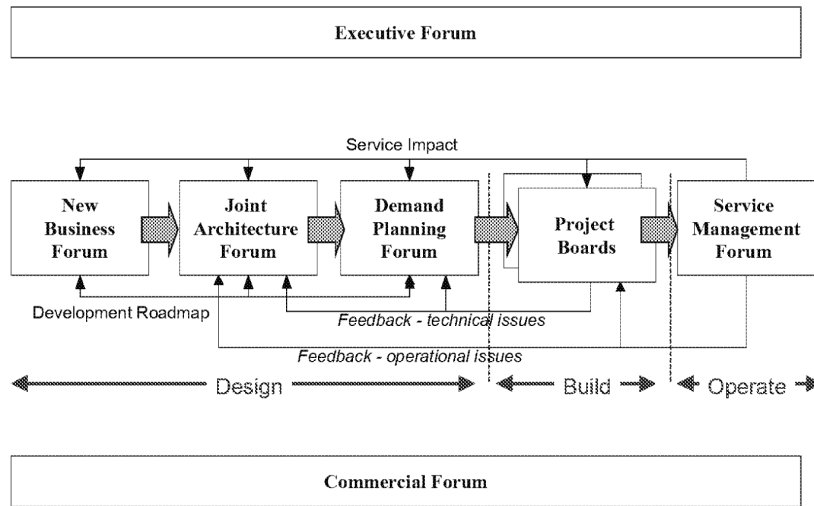 Executive Forum
Service Impact
New
Business
Forum
Joint
Architecture
Forum
Demand
Planning
Forum
Project
Boards
Service
Management
Forum
Development Roadmap
Feedback - technical issues
Feedback - operational issues
Design
Build
Operate
Commercial Forum